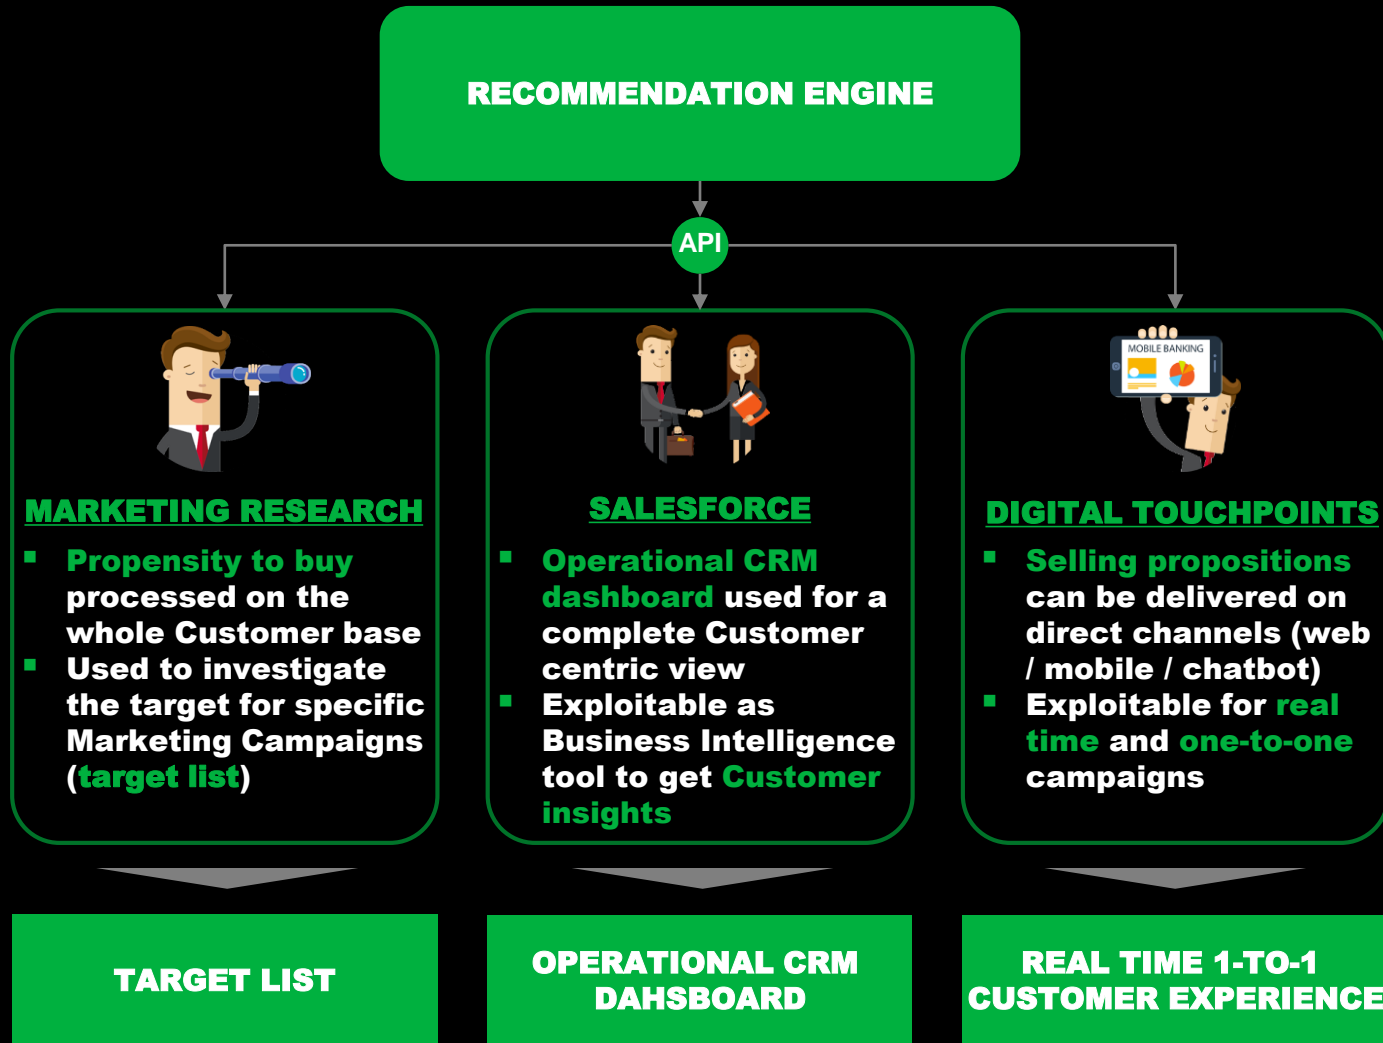 RECOMMENDATION ENGINE
API
MOBILE BANKING
MARKETING RESEARCH
▪ Propensity to buy
processed on the
whole Customer base
▪ Used to investigate
the target for specific
Marketing Campaigns
(target list)
SALESFORCE
▪ Operational CRM
dashboard used for a
complete Customer
centric view
▪ Exploitable as
Business Intelligence
tool to get Customer
insights
DIGITAL TOUCHPOINTS
▪ Selling propositions
can be delivered on
direct channels (web
/ mobile / chatbot)
▪ Exploitable for real
time and one-to-one
campaigns
TARGET LIST
OPERATIONAL CRM
DAHSBOARD
REAL TIME 1-TO-1
CUSTOMER EXPERIENCE